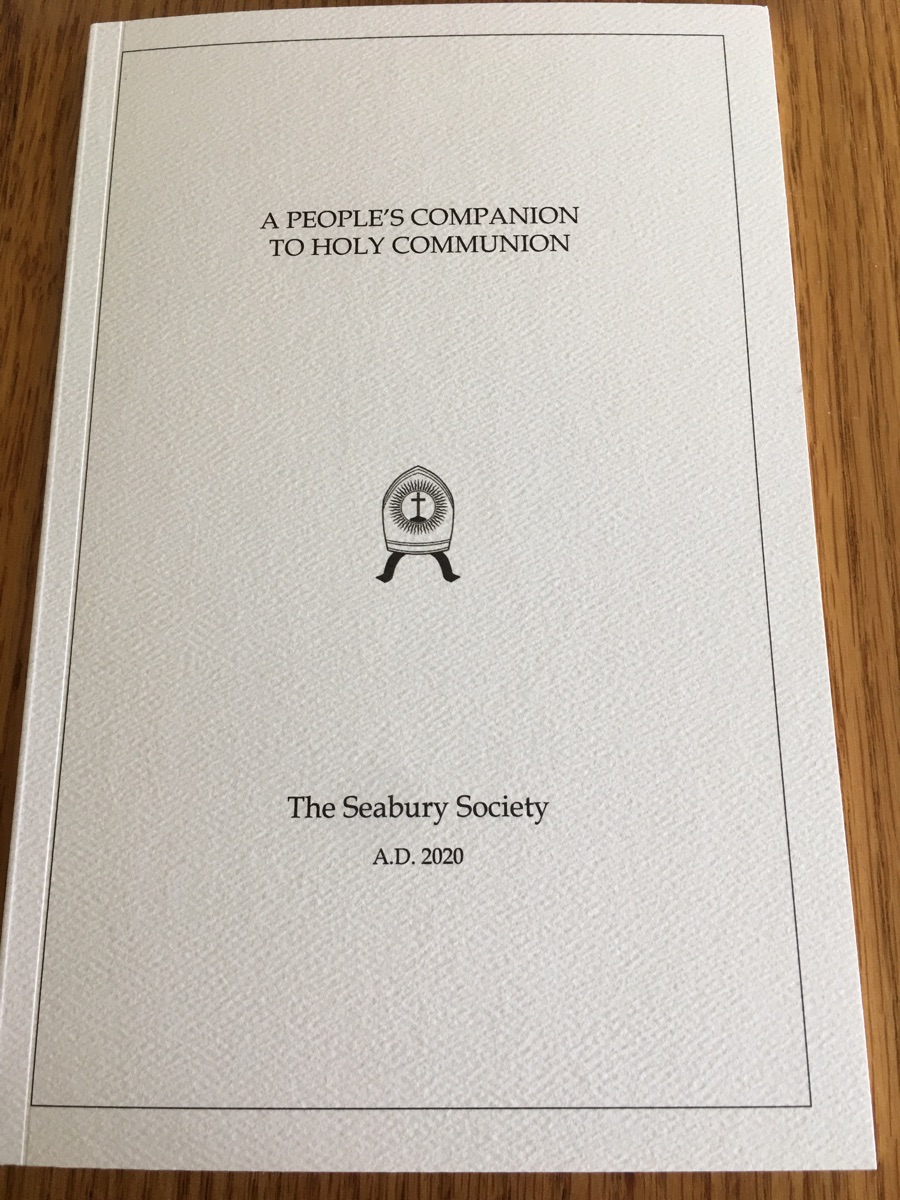 A PEOPLE'S COMPANION
TO HOLY COMMUNION
The Seabury Society
A.D. 2020